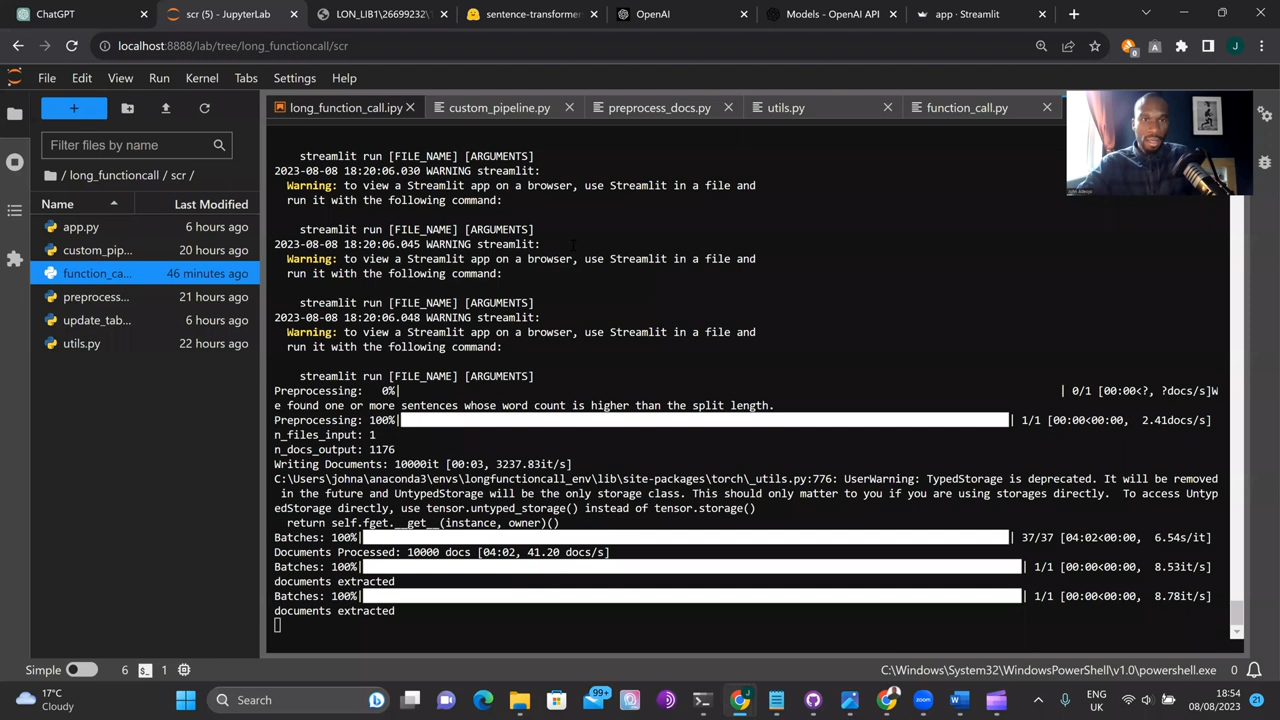 ChatGPT
scr (5) - JupyterLab
LON_LIB1\26699232\1
sentence-transformer
OpenAI
Models - OpenAI API
app · Streamlit
localhost:8888/lab/tree/long_functioncall/scr
File Edit View Run Kernel Tabs Settings Help
long_function_call.ipy
custom_pipeline.py
preprocess_docs.py
utils.py
function_call.py
Filter files by name
/ long_functioncall / scr /
Name Last Modified
app.py 6 hours ago
custom_pip... 20 hours ago
function_ca... 46 minutes ago
preprocess... 21 hours ago
update_tab... 6 hours ago
utils.py 22 hours ago
streamlit run [FILE_NAME] [ARGUMENTS]
2023-08-08 18:20:06.030 WARNING streamlit:
Warning: to view a Streamlit app on a browser, use Streamlit in a file and
run it with the following command:
streamlit run [FILE_NAME] [ARGUMENTS]
2023-08-08 18:20:06.045 WARNING streamlit:
Warning: to view a Streamlit app on a browser, use Streamlit in a file and
run it with the following command:
streamlit run [FILE_NAME] [ARGUMENTS]
2023-08-08 18:20:06.048 WARNING streamlit:
Warning: to view a Streamlit app on a browser, use Streamlit in a file and
run it with the following command:
streamlit run [FILE_NAME] [ARGUMENTS]
Preprocessing: 0%| | 0/1 [00:00<?, ?docs/s]W
e found one or more sentences whose word count is higher than the split length.
Preprocessing: 100%| | 1/1 [00:00<00:00, 2.41docs/s]
n_files_input: 1
n_docs_output: 1176
Writing Documents: 10000it [00:03, 3237.83it/s]
C:\Users\johna\anaconda3\envs\longfunctioncall_env\lib\site-packages\torch\_utils.py:776: UserWarning: TypedStorage is deprecated. It will be removed
in the future and UntypedStorage will be the only storage class. This should only matter to you if you are using storages directly. To access Untyp
edStorage directly, use tensor.untyped_storage() instead of tensor.storage()
return self.fget.__get__(instance, owner)()
Batches: 100%| | 37/37 [04:02<00:00, 6.54s/it]
Documents Processed: 10000 docs [04:02, 41.20 docs/s]
Batches: 100%| | 1/1 [00:00<00:00, 8.53it/s]
documents extracted
Batches: 100%| | 1/1 [00:00<00:00, 8.78it/s]
documents extracted
Simple 6 1 C:\Windows\System32\WindowsPowerShell\v1.0\powershell.exe 0
17°C
Cloudy
Search
99+
ENG
UK
18:54
08/08/2023
21